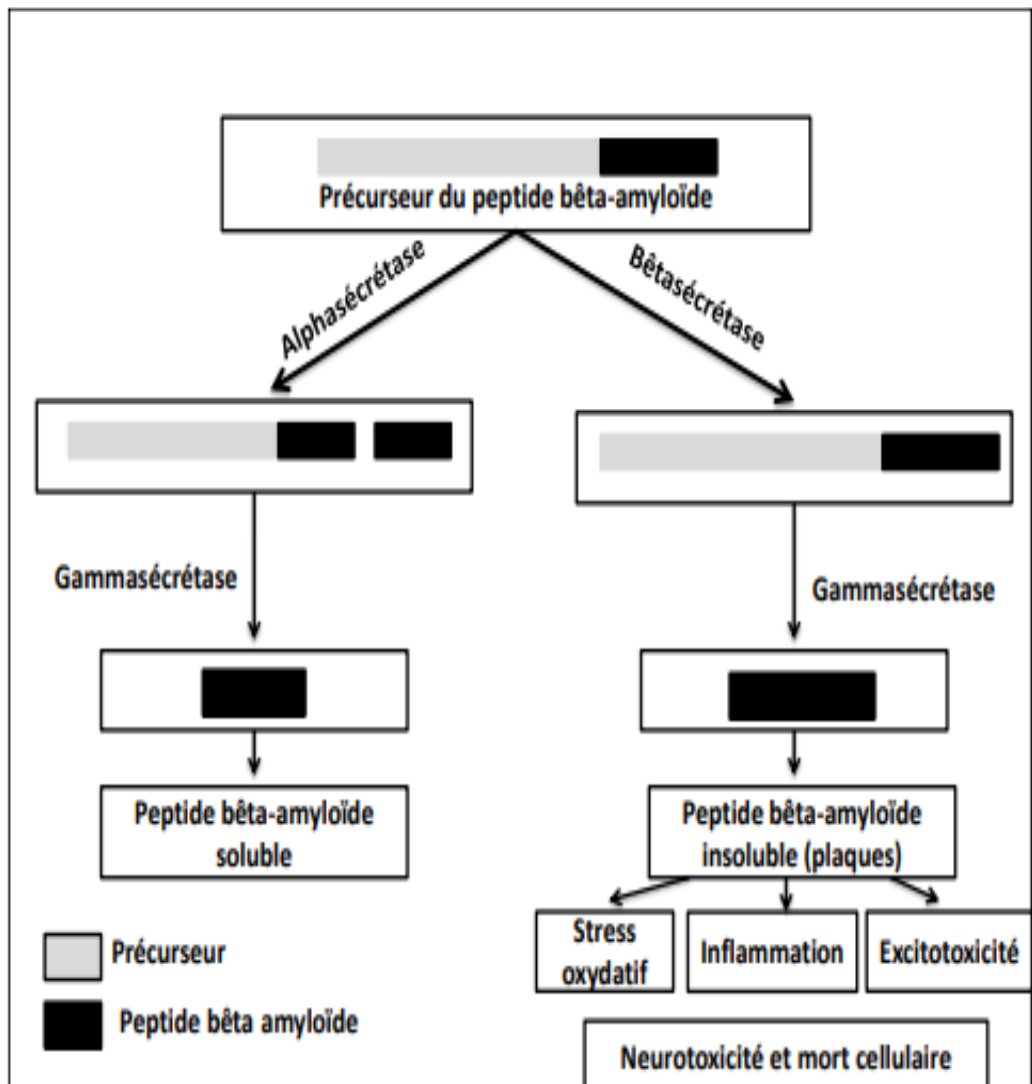 Précurseur du peptide bêta-amyloïde
Alphasécrétase
Bêtasécrétase
Gammasécrétase
Gammasécrétase
Peptide bêta-amyloïde
soluble
Peptide bêta-amyloïde
insoluble (plaques)
Stress
oxydatif
Inflammation
Excitotoxicité
Précurseur
Peptide bêta amyloïde
Neurotoxicité et mort cellulaire